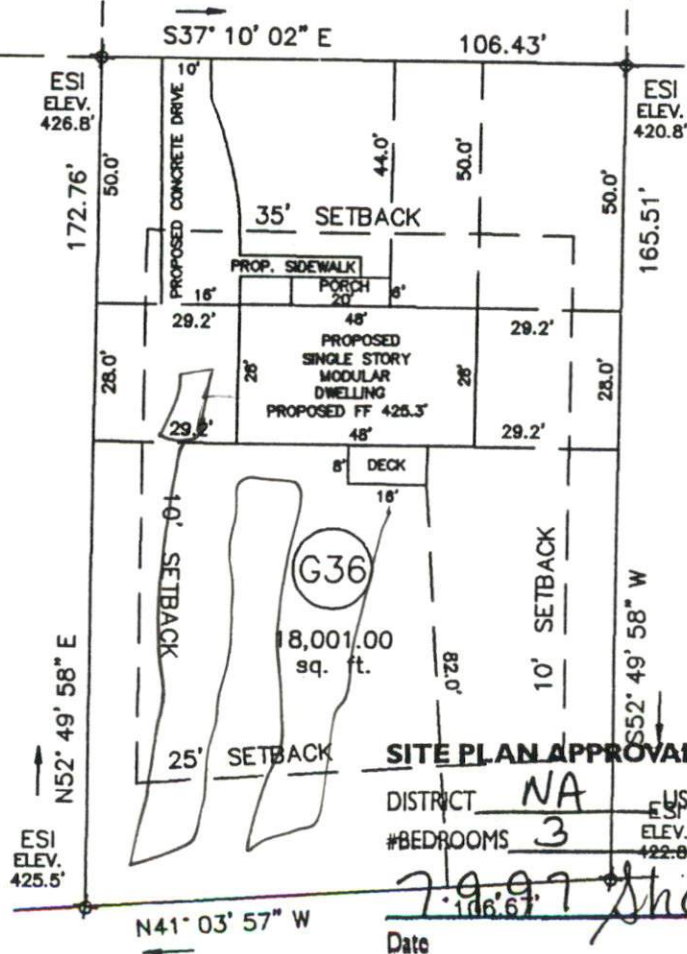 S37° 10' 02" E
106.43'
10'
ESI
ELEV.
426.8'
ESI
ELEV.
420.8'
172.76'
50.0'
PROPOSED CONCRETE DRIVE
44.0'
50.0'
50.0'
165.51'
35' SETBACK
PROP. SIDEWALK
PORCH
16'
20'
6'
29.2'
48'
29.2'
28.0'
28'
PROPOSED
SINGLE STORY
MODULAR
DWELLING
PROPOSED FF 425.3'
28'
28.0'
29.2'
48'
29.2'
8'
DECK
16'
10' SETBACK
G36
18,001.00
sq. ft.
82.0'
10' SETBACK
N52° 49' 58" E
S52° 49' 58" W
25' SETBACK
SITE PLAN APPROVAL
DISTRICT NA
#BEDROOMS 3
ESI
ELEV.
422.8
ESI
ELEV.
425.5'
7-9-97
106.67'
N41° 03' 57" W
Date